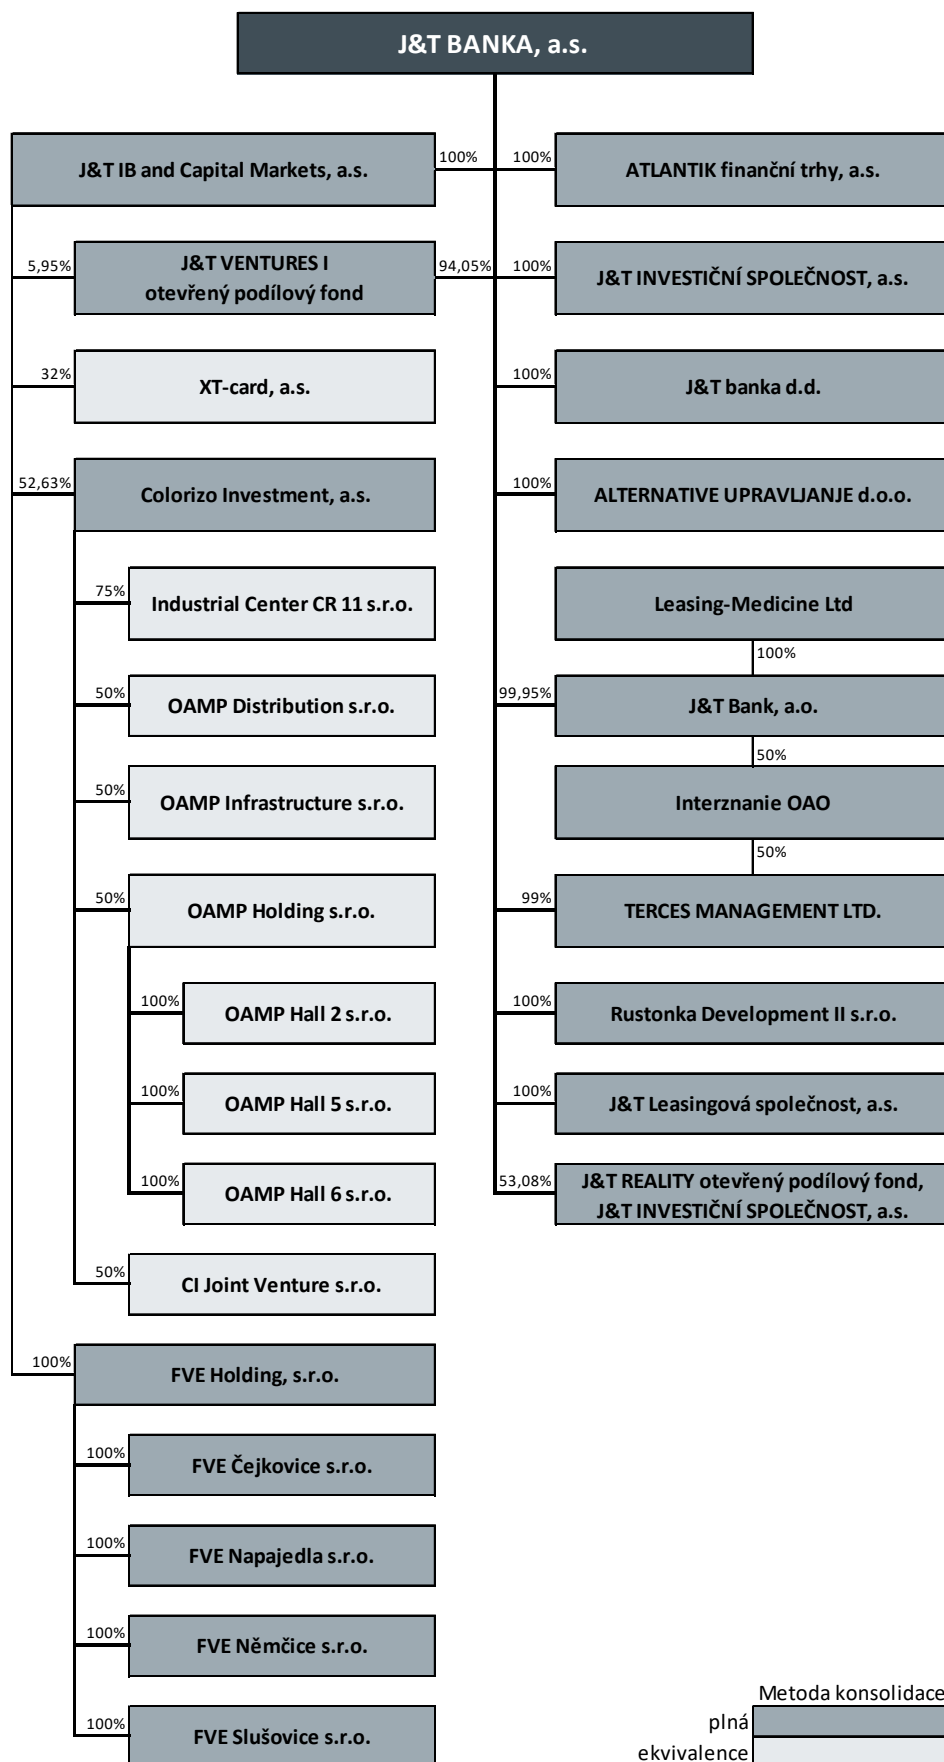 J&T BANKA, a.s.
J&T IB and Capital Markets, a.s.
100%
100%
ATLANTIK finanční trhy, a.s.
5,95%
J&T VENTURES I
otevřený podílový fond
94,05%
100%
J&T INVESTIČNÍ SPOLEČNOST, a.s.
32%
XT-card, a.s.
100%
J&T banka d.d.
52,63%
Colorizo Investment, a.s.
100%
ALTERNATIVE UPRAVLJANJE d.o.o.
75%
Industrial Center CR 11 s.r.o.
Leasing-Medicine Ltd
100%
50%
OAMP Distribution s.r.o.
99,95%
J&T Bank, a.o.
50%
50%
OAMP Infrastructure s.r.o.
Interznanie OAO
50%
50%
OAMP Holding s.r.o.
99%
TERCES MANAGEMENT LTD.
100%
OAMP Hall 2 s.r.o.
100%
Rustonka Development II s.r.o.
100%
OAMP Hall 5 s.r.o.
100%
J&T Leasingová společnost, a.s.
100%
OAMP Hall 6 s.r.o.
53,08%
J&T REALITY otevřený podílový fond,
J&T INVESTIČNÍ SPOLEČNOST, a.s.
50%
CI Joint Venture s.r.o.
100%
FVE Holding, s.r.o.
100%
FVE Čejkovice s.r.o.
100%
FVE Napajedla s.r.o.
100%
FVE Němčice s.r.o.
100%
FVE Slušovice s.r.o.
Metoda konsolidace
plná
ekvivalence